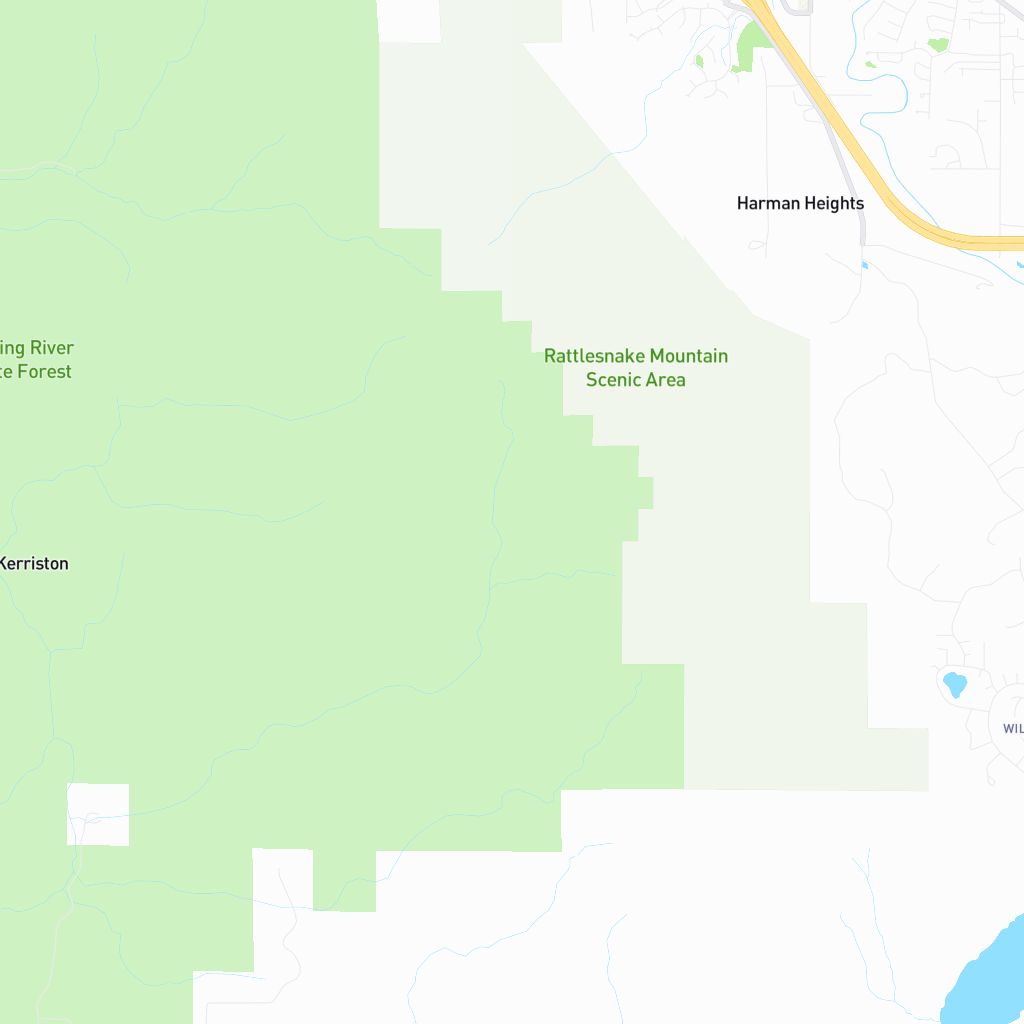 Harman Heights
ing River
te Forest
Rattlesnake Mountain
Scenic Area
Kerriston
WIL